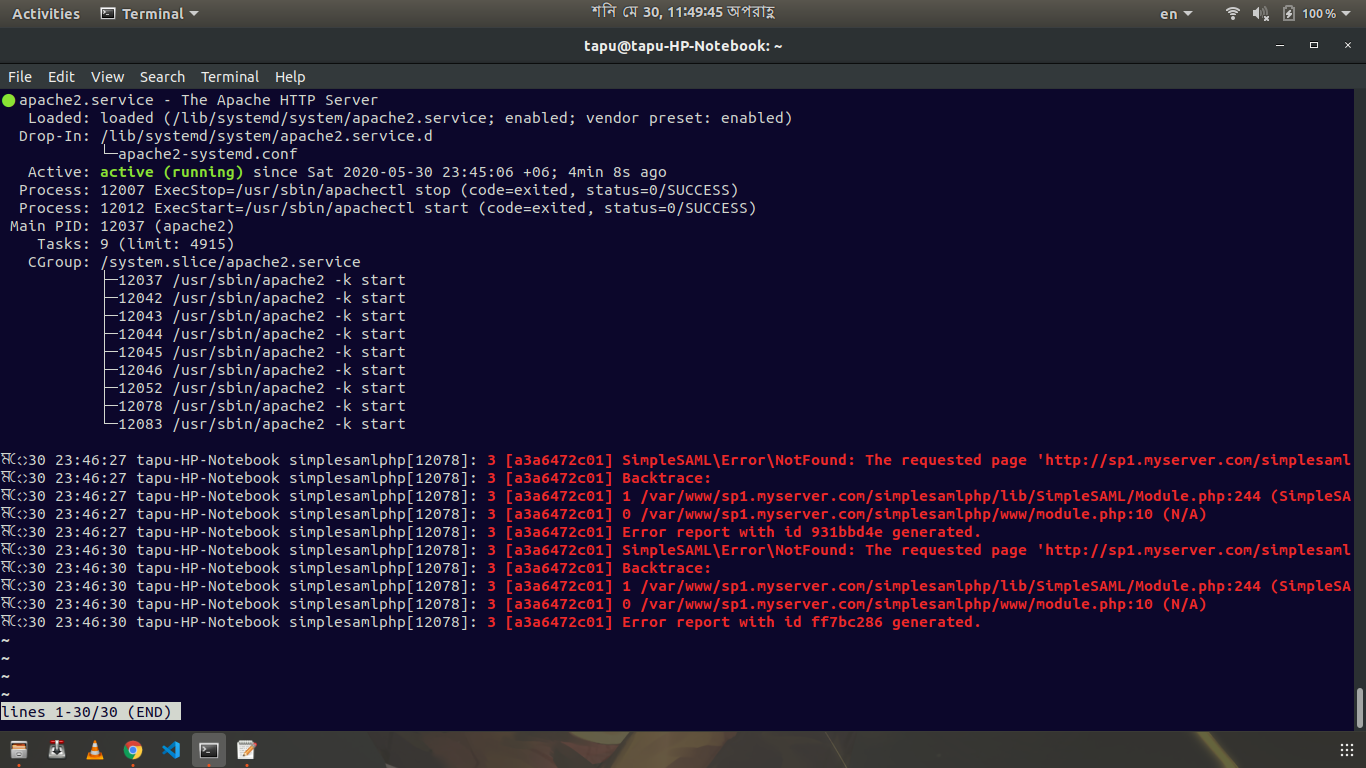 Activities Terminal শনি মে 30, 11:49:45 অপরাহ্ণ en 100 %
tapu@tapu-HP-Notebook: ~
File Edit View Search Terminal Help
● apache2.service - The Apache HTTP Server
Loaded: loaded (/lib/systemd/system/apache2.service; enabled; vendor preset: enabled)
Drop-In: /lib/systemd/system/apache2.service.d
└─apache2-systemd.conf
Active: active (running) since Sat 2020-05-30 23:45:06 +06; 4min 8s ago
Process: 12007 ExecStop=/usr/sbin/apachectl stop (code=exited, status=0/SUCCESS)
Process: 12012 ExecStart=/usr/sbin/apachectl start (code=exited, status=0/SUCCESS)
Main PID: 12037 (apache2)
Tasks: 9 (limit: 4915)
CGroup: /system.slice/apache2.service
├─12037 /usr/sbin/apache2 -k start
├─12042 /usr/sbin/apache2 -k start
├─12043 /usr/sbin/apache2 -k start
├─12044 /usr/sbin/apache2 -k start
├─12045 /usr/sbin/apache2 -k start
├─12046 /usr/sbin/apache2 -k start
├─12052 /usr/sbin/apache2 -k start
├─12078 /usr/sbin/apache2 -k start
└─12083 /usr/sbin/apache2 -k start
30 23:46:27 tapu-HP-Notebook simplesamlphp[12078]: 3 [a3a6472c01] SimpleSAML\Error\NotFound: The requested page 'http://sp1.myserver.com/simplesaml
30 23:46:27 tapu-HP-Notebook simplesamlphp[12078]: 3 [a3a6472c01] Backtrace:
30 23:46:27 tapu-HP-Notebook simplesamlphp[12078]: 3 [a3a6472c01] 1 /var/www/sp1.myserver.com/simplesamlphp/lib/SimpleSAML/Module.php:244 (SimpleSA
30 23:46:27 tapu-HP-Notebook simplesamlphp[12078]: 3 [a3a6472c01] 0 /var/www/sp1.myserver.com/simplesamlphp/www/module.php:10 (N/A)
30 23:46:27 tapu-HP-Notebook simplesamlphp[12078]: 3 [a3a6472c01] Error report with id 931bbd4e generated.
30 23:46:30 tapu-HP-Notebook simplesamlphp[12078]: 3 [a3a6472c01] SimpleSAML\Error\NotFound: The requested page 'http://sp1.myserver.com/simplesaml
30 23:46:30 tapu-HP-Notebook simplesamlphp[12078]: 3 [a3a6472c01] Backtrace:
30 23:46:30 tapu-HP-Notebook simplesamlphp[12078]: 3 [a3a6472c01] 1 /var/www/sp1.myserver.com/simplesamlphp/lib/SimpleSAML/Module.php:244 (SimpleSA
30 23:46:30 tapu-HP-Notebook simplesamlphp[12078]: 3 [a3a6472c01] 0 /var/www/sp1.myserver.com/simplesamlphp/www/module.php:10 (N/A)
30 23:46:30 tapu-HP-Notebook simplesamlphp[12078]: 3 [a3a6472c01] Error report with id ff7bc286 generated.
~
~
~
~
lines 1-30/30 (END)